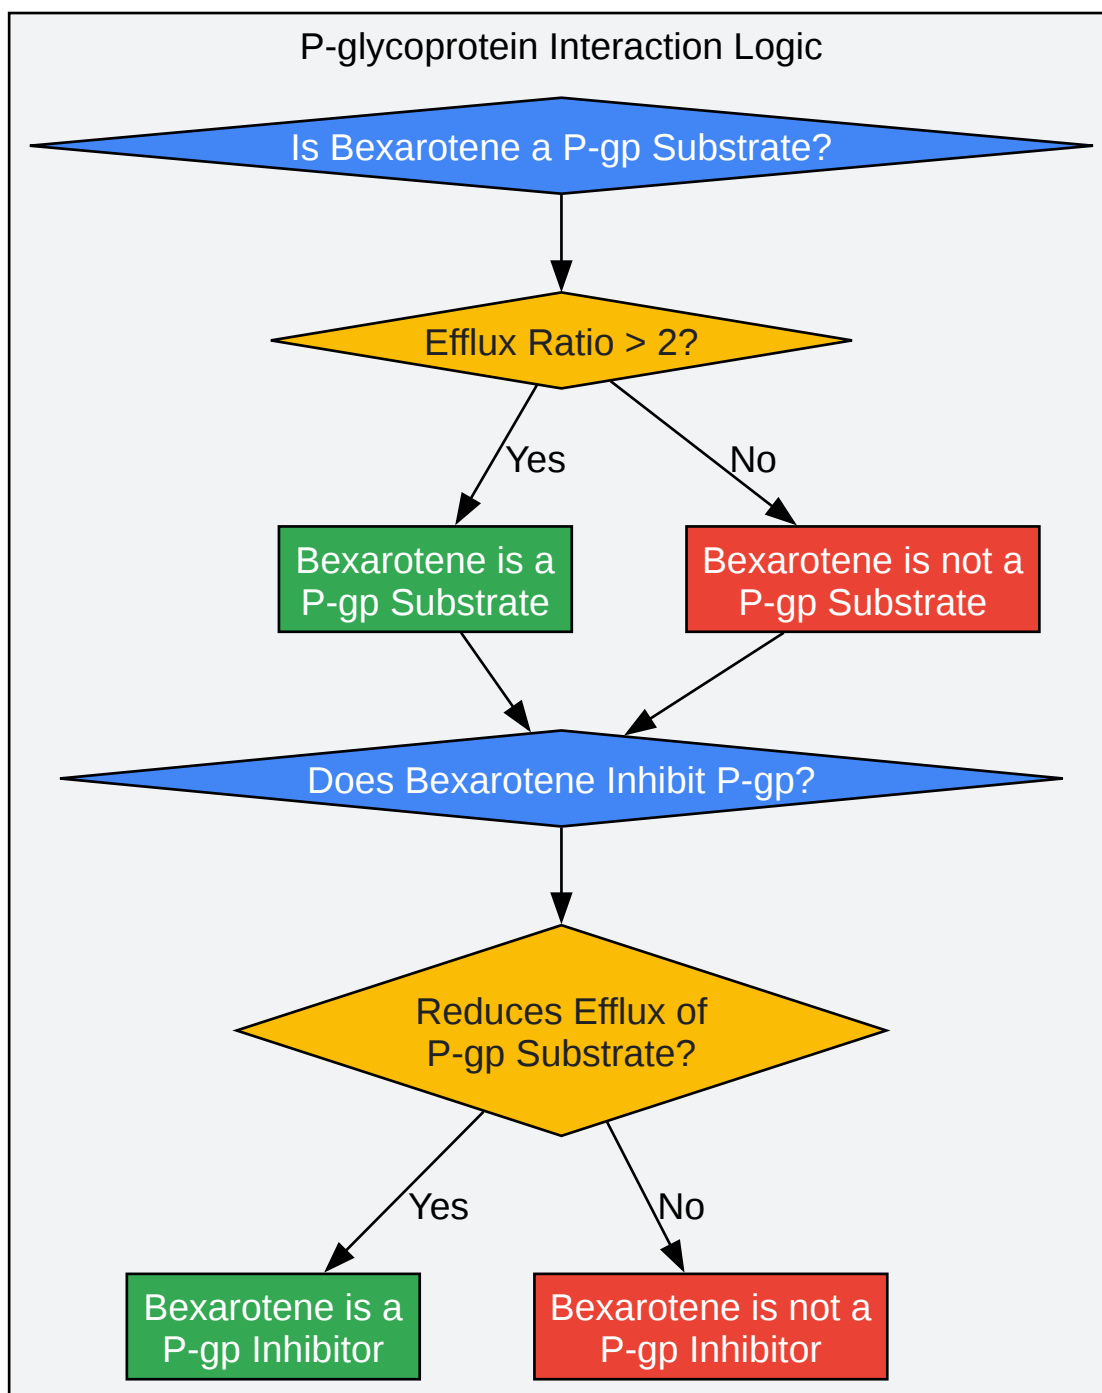 P-glycoprotein Interaction Logic
Is Bexarotene a P-gp Substrate?
Efflux Ratio > 2?
Yes
No
Bexarotene is a
P-gp Substrate
Bexarotene is not a
P-gp Substrate
Does Bexarotene Inhibit P-gp?
Reduces Efflux of
P-gp Substrate?
Yes
No
Bexarotene is a
P-gp Inhibitor
Bexarotene is not a
P-gp Inhibitor